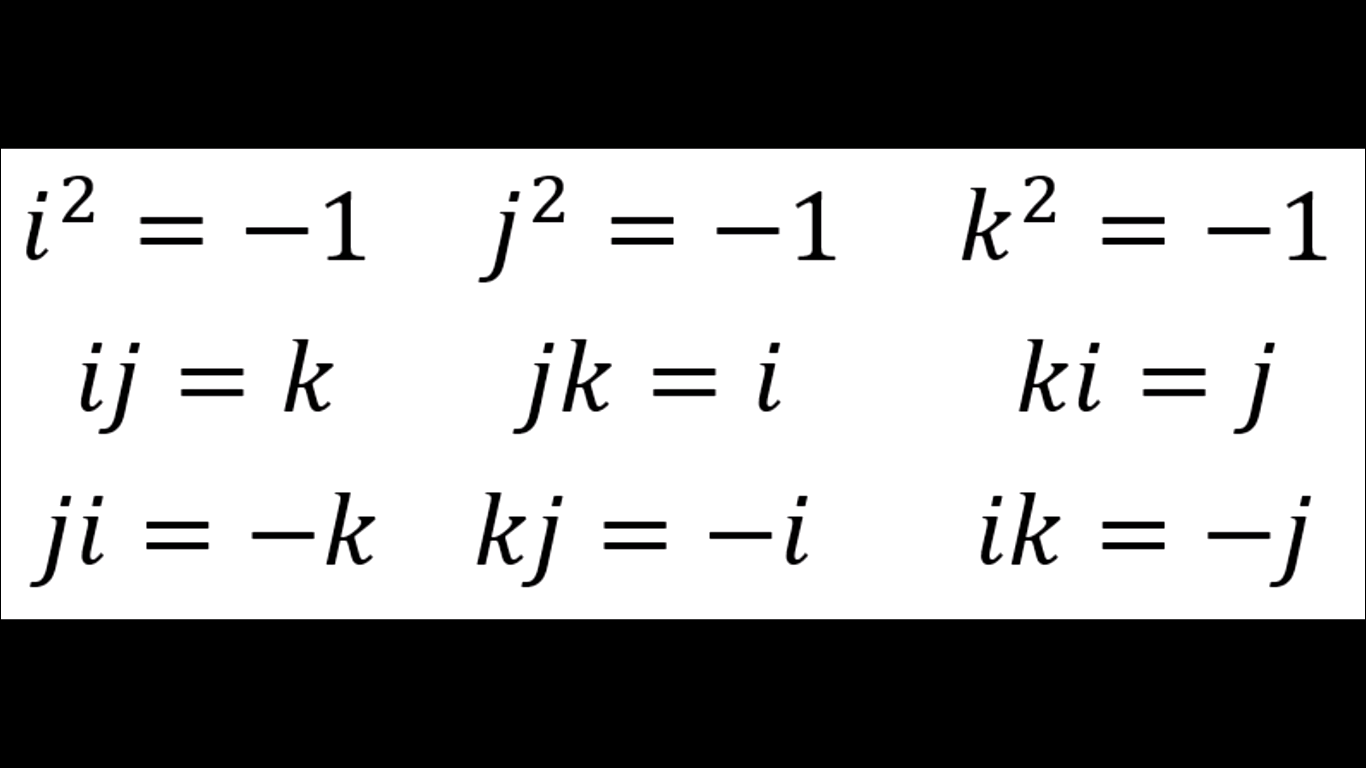 i² = −1 j² = −1 k² = −1
ij = k jk = i ki = j
ji = −k kj = −i ik = −j